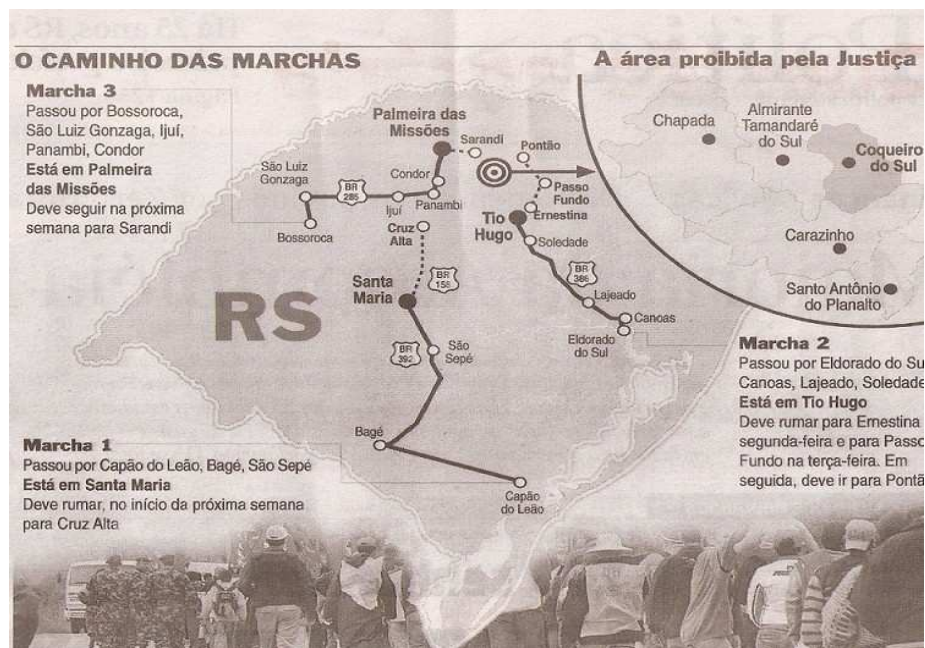 O CAMINHO DAS MARCHAS
Marcha 3
Passou por Bossoroca,
São Luiz Gonzaga, Ijuí,
Panambi, Condor
Está em Palmeira
das Missões
Deve seguir na próxima
semana para Sarandi
Palmeira das
Missões
Sarandi
Pontão
São Luiz
Gonzaga
BR
285
Condor
Ijuí
Panambi
Bossoroca
Cruz
Alta
Passo
Fundo
Ernestina
Tio
Hugo
Soledade
BR
386
Santa
Maria
BR
158
Lajeado
Canoas
Eldorado
do Sul
RS
BR
392
São
Sepé
Bagé
Capão
do Leão
A área proibida pela Justiça
Chapada
Almirante
Tamandaré
do Sul
Coqueiro
do Sul
Carazinho
Santo Antônio
do Planalto
Marcha 2
Passou por Eldorado do Su
Canoas, Lajeado, Soledade
Está em Tio Hugo
Deve rumar para Ernestina
segunda-feira e para Passo
Fundo na terça-feira. Em
seguida, deve ir para Pontã
Marcha 1
Passou por Capão do Leão, Bagé, São Sepé
Está em Santa Maria
Deve rumar, no início da próxima semana
para Cruz Alta